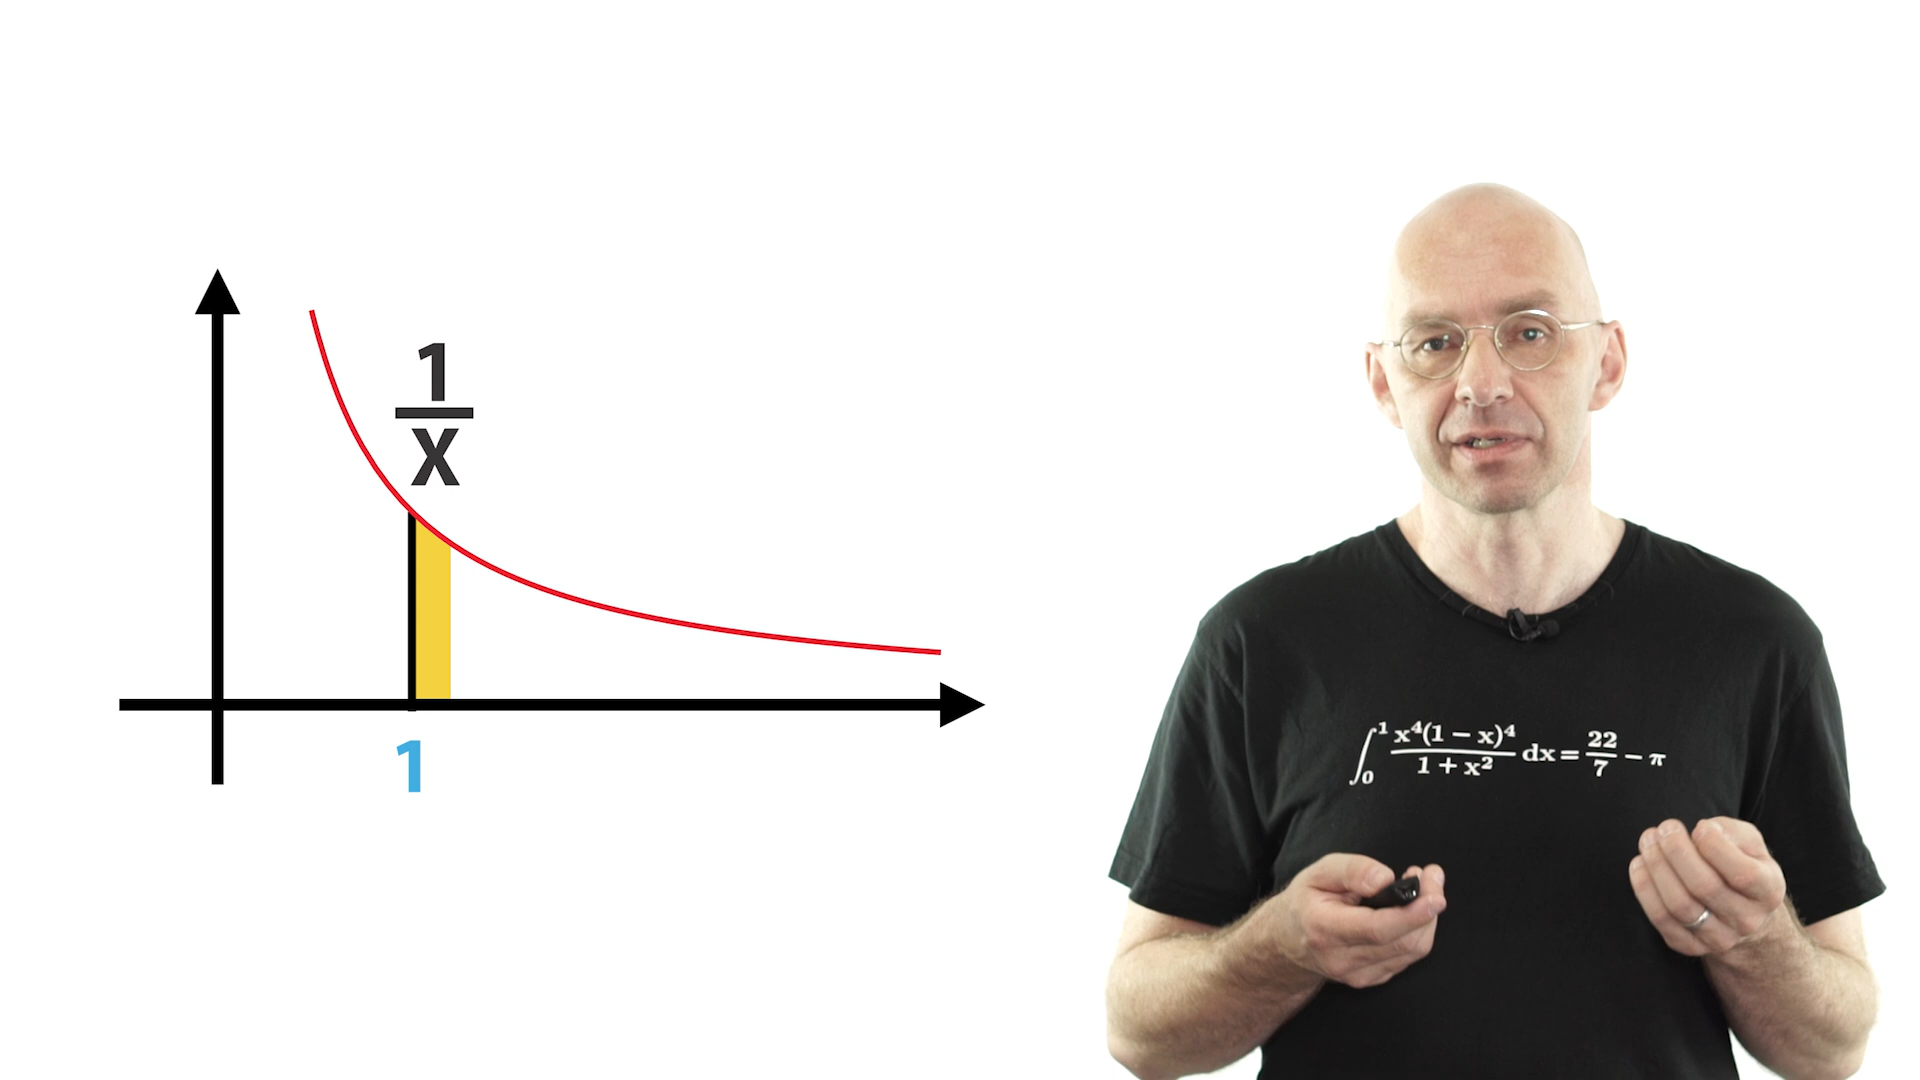 1
x
1
∫₀¹ x⁴(1 − x)⁴ / 1 + x² dx = 22/7 − π